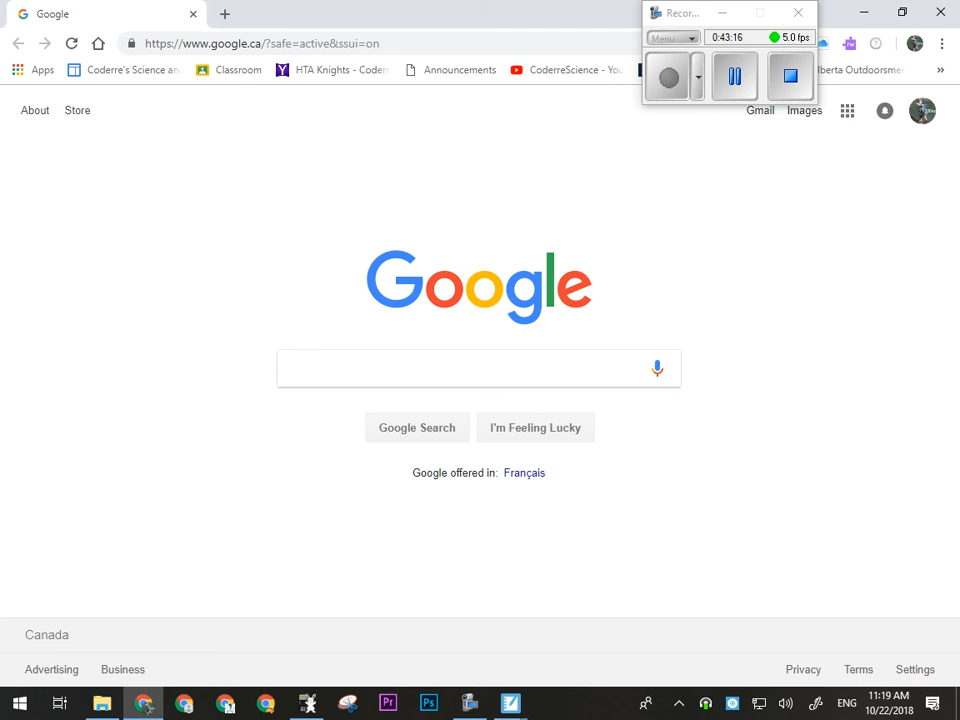 Google
Recor...
https://www.google.ca/?safe=active&ssui=on
Menu
0:43:16
5.0 fps
Apps
Coderre's Science an
Classroom
HTA Knights - Coder
Announcements
CoderreScience - You
lberta Outdoorsme
»
About
Store
Gmail
Images
Google
Google Search
I'm Feeling Lucky
Google offered in: Français
Canada
Advertising
Business
Privacy
Terms
Settings
Pr
Ps
ENG
11:19 AM
10/22/2018